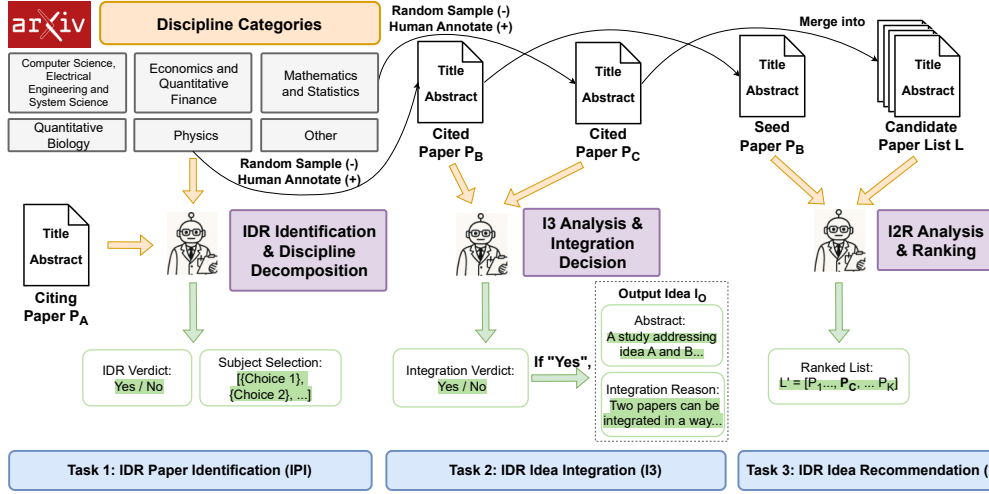 arXiv
Discipline Categories
Computer Science,
Electrical
Engineering and
System Science
Economics and
Quantitative
Finance
Mathematics
and Statistics
Quantitative
Biology
Physics
Other
Random Sample (-)
Human Annotate (+)
Random Sample (-)
Human Annotate (+)
Merge into
Title
Abstract
Cited
Paper PB
Title
Abstract
Cited
Paper PC
Title
Abstract
Seed
Paper PB
Title
Abstract
Candidate
Paper List L
Title
Abstract
Citing
Paper PA
IDR Identification
& Discipline
Decomposition
I3 Analysis &
Integration
Decision
I2R Analysis
& Ranking
IDR Verdict:
Yes / No
Subject Selection:
[{Choice 1},
{Choice 2}, ...]
Integration Verdict:
Yes / No
If "Yes",
Output Idea IO
Abstract:
A study addressing
idea A and B...
Integration Reason:
Two papers can be
integrated in a way...
Ranked List:
L' = [P1..., PC, ... PK]
Task 1: IDR Paper Identification (IPI)
Task 2: IDR Idea Integration (I3)
Task 3: IDR Idea Recommendation (